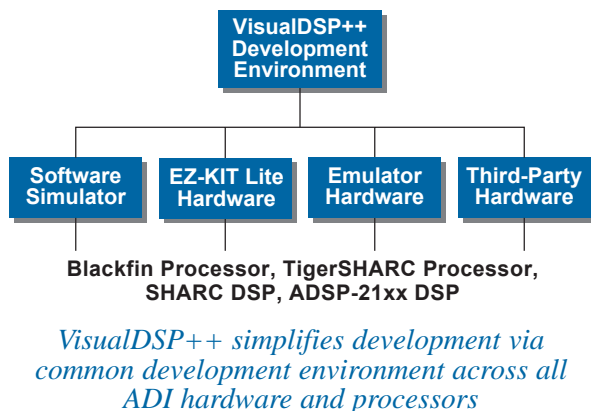 VisualDSP++
Development
Environment
Software
Simulator
EZ-KIT Lite
Hardware
Emulator
Hardware
Third-Party
Hardware
Blackfin Processor, TigerSHARC Processor,
SHARC DSP, ADSP-21xx DSP
VisualDSP++ simplifies development via
common development environment across all
ADI hardware and processors